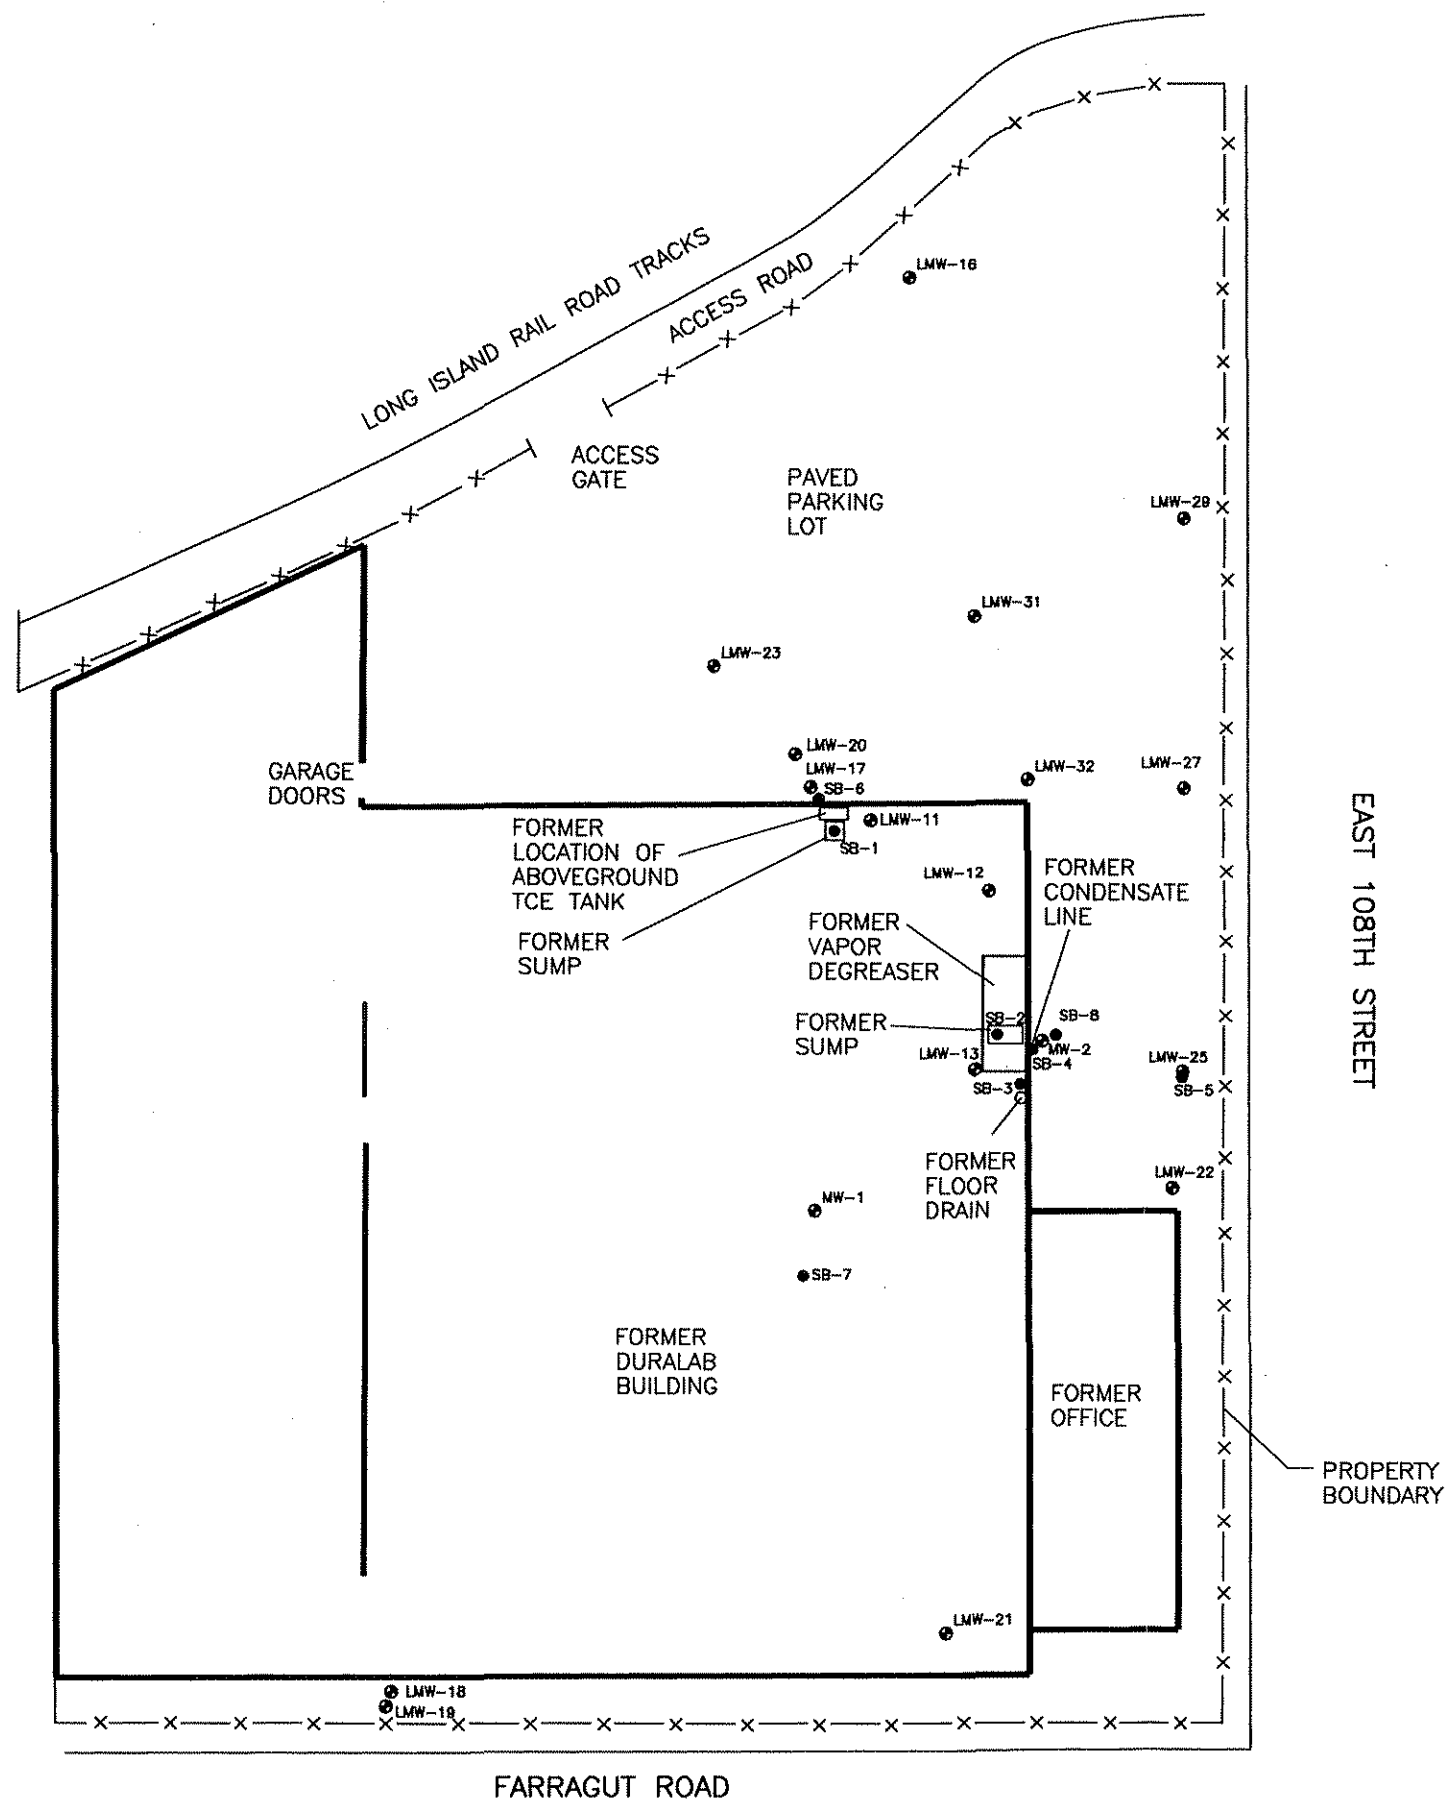 LONG ISLAND RAIL ROAD TRACKS
ACCESS ROAD
LMW-16
ACCESS
GATE
PAVED
PARKING
LOT
LMW-29
LMW-31
LMW-23
LMW-20
LMW-17
SB-6
LMW-32
LMW-27
GARAGE
DOORS
LMW-11
SB-1
FORMER
LOCATION OF
ABOVEGROUND
TCE TANK
FORMER
SUMP
LMW-12
FORMER
CONDENSATE
LINE
FORMER
VAPOR
DEGREASER
EAST 108TH STREET
FORMER
SUMP
SB-2
SB-8
MW-2
SB-4
LMW-13
SB-3
LMW-25
SB-5
FORMER
FLOOR
DRAIN
LMW-22
MW-1
SB-7
FORMER
DURALAB
BUILDING
FORMER
OFFICE
PROPERTY
BOUNDARY
LMW-21
LMW-18
LMW-19
FARRAGUT ROAD